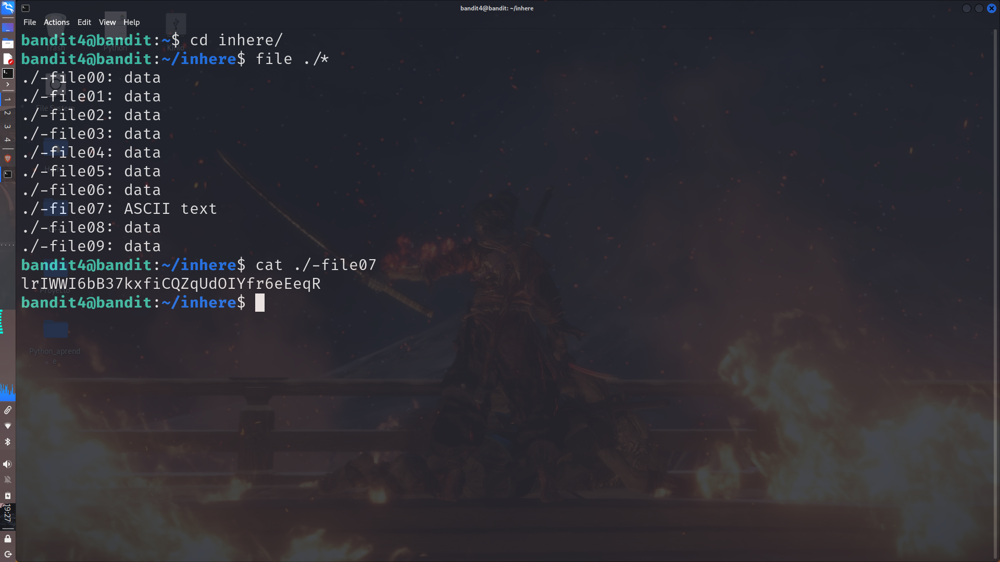 bandit4@bandit: ~/inhere
File Actions Edit View Help
bandit4@bandit:~$ cd inhere/
bandit4@bandit:~/inhere$ file ./*
./-file00: data
./-file01: data
./-file02: data
./-file03: data
./-file04: data
./-file05: data
./-file06: data
./-file07: ASCII text
./-file08: data
./-file09: data
bandit4@bandit:~/inhere$ cat ./-file07
lrIWWI6bB37kxfiCQZqUdOIYfr6eEeqR
bandit4@bandit:~/inhere$
Trash
Python
File System
Proyecto
Python_aprend
e
1
2
3
4
19:27